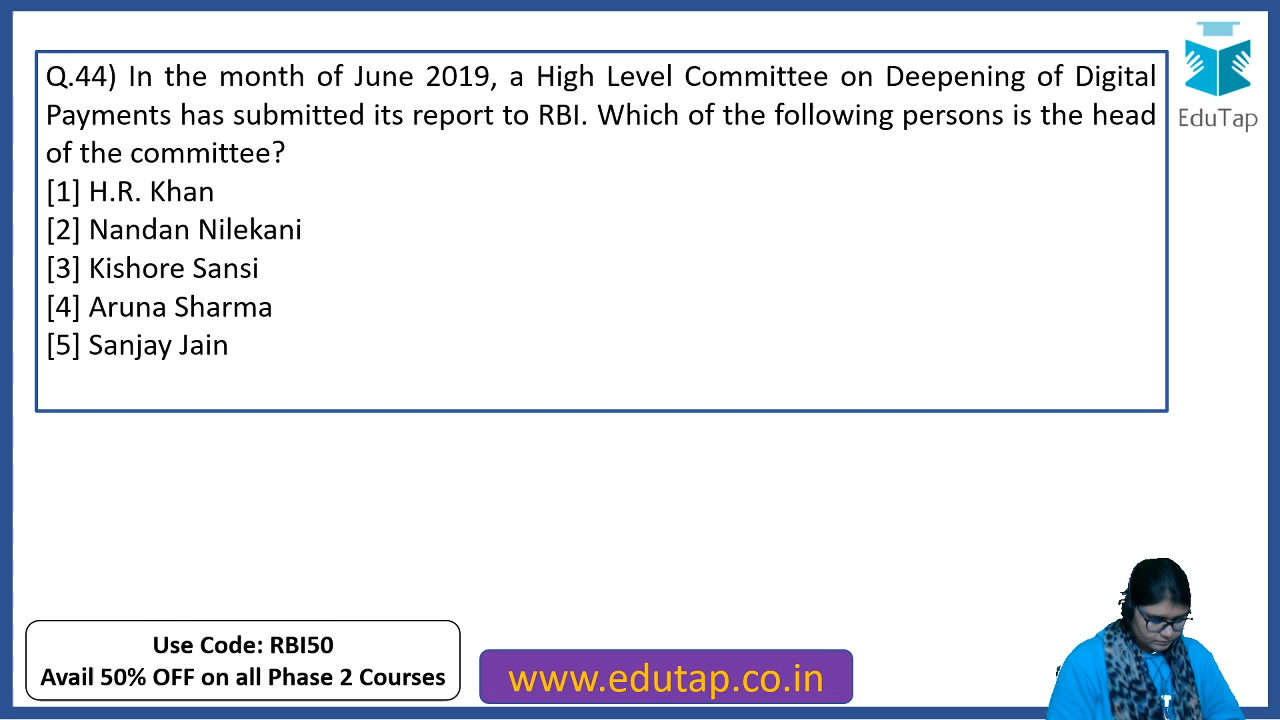 Q.44) In the month of June 2019, a High Level Committee on Deepening of Digital
Payments has submitted its report to RBI. Which of the following persons is the head
of the committee?
[1] H.R. Khan
[2] Nandan Nilekani
[3] Kishore Sansi
[4] Aruna Sharma
[5] Sanjay Jain
EduTap
Use Code: RBI50
Avail 50% OFF on all Phase 2 Courses
www.edutap.co.in